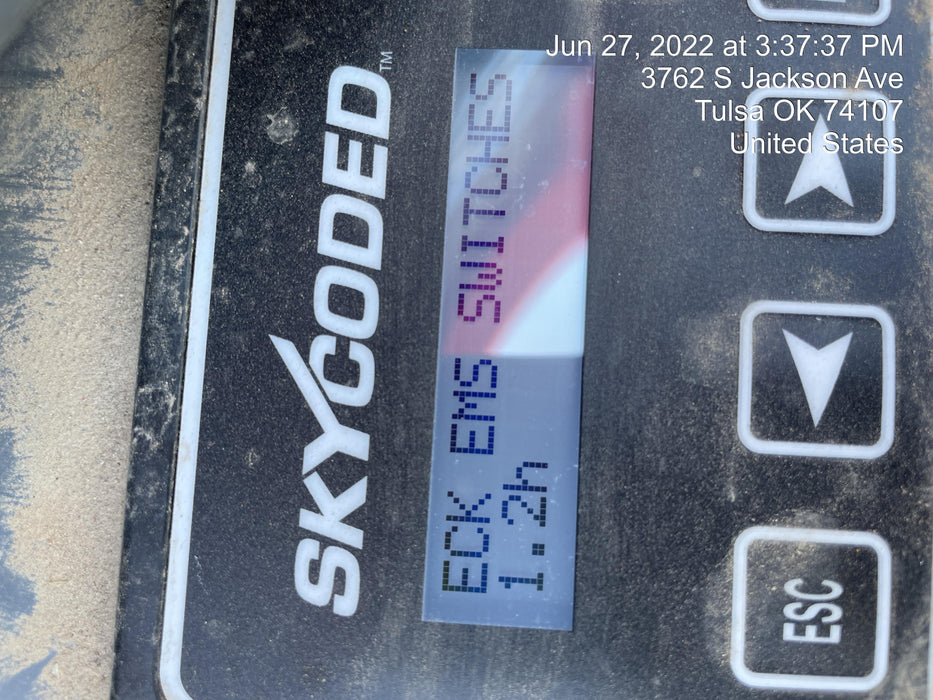 Jun 27, 2022 at 3:37:37 PM
3762 S Jackson Ave
Tulsa OK 74107
United States
SKYCODED™
ECK EMS SWITCHES
1.2h
ESC